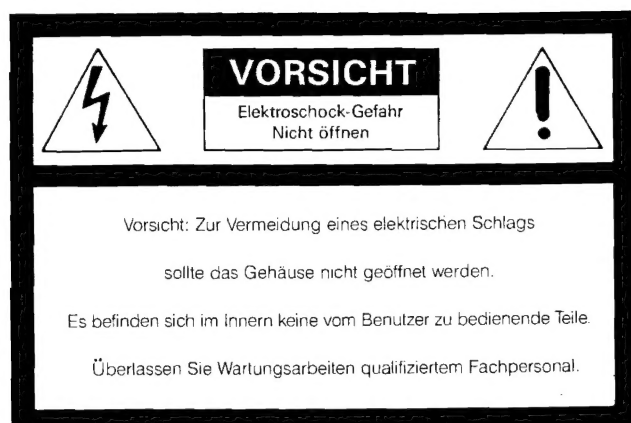 VORSICHT
Elektroschock-Gefahr
Nicht öffnen
Vorsicht: Zur Vermeidung eines elektrischen Schlags
sollte das Gehäuse nicht geöffnet werden.
Es befinden sich im Innern keine vom Benutzer zu bedienende Teile.
Überlassen Sie Wartungsarbeiten qualifiziertem Fachpersonal.